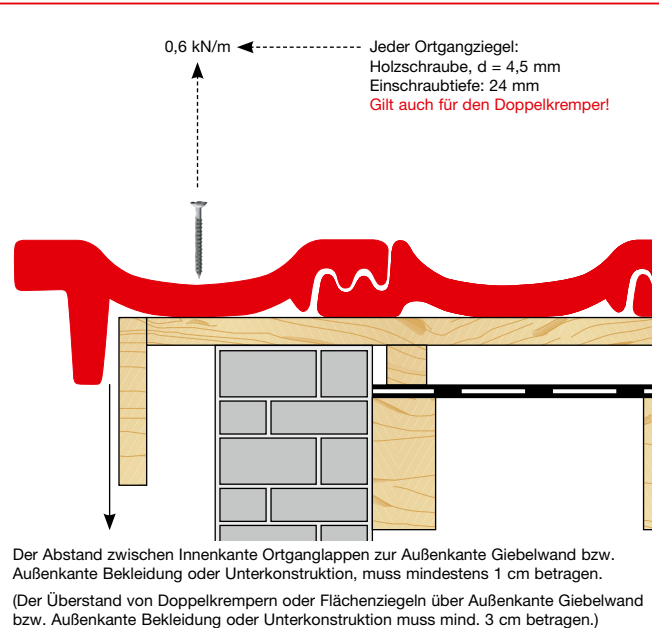 0,6 kN/m
Jeder Ortgangziegel:
Holzschraube, d = 4,5 mm
Einschraubtiefe: 24 mm
Gilt auch für den Doppelkremper!
Der Abstand zwischen Innenkante Ortganglappen zur Außenkante Giebelwand bzw.
Außenkante Bekleidung oder Unterkonstruktion, muss mindestens 1 cm betragen.
(Der Überstand von Doppelkrempern oder Flächenziegeln über Außenkante Giebelwand
bzw. Außenkante Bekleidung oder Unterkonstruktion muss mind. 3 cm betragen.)